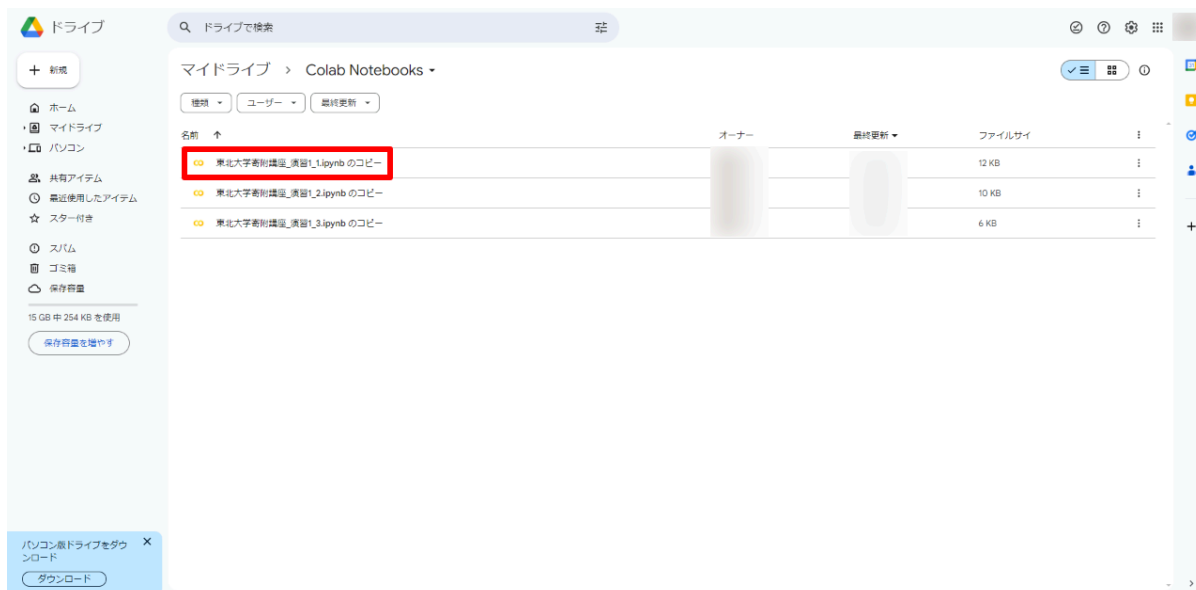 ドライブ
ドライブで検索
新規
マイドライブ > Colab Notebooks
種類
ユーザー
最終更新
ホーム
マイドライブ
パソコン
共有アイテム
最近使用したアイテム
スター付き
スパム
ゴミ箱
保存容量
15 GB 中 254 KB を使用
保存容量を増やす
名前 オーナー 最終更新 ファイルサイ
東北大学寄附講座_演習1_1.ipynb のコピー 12 KB
東北大学寄附講座_演習1_2.ipynb のコピー 10 KB
東北大学寄附講座_演習1_3.ipynb のコピー 6 KB
パソコン版ドライブをダウ
ンロード
ダウンロード